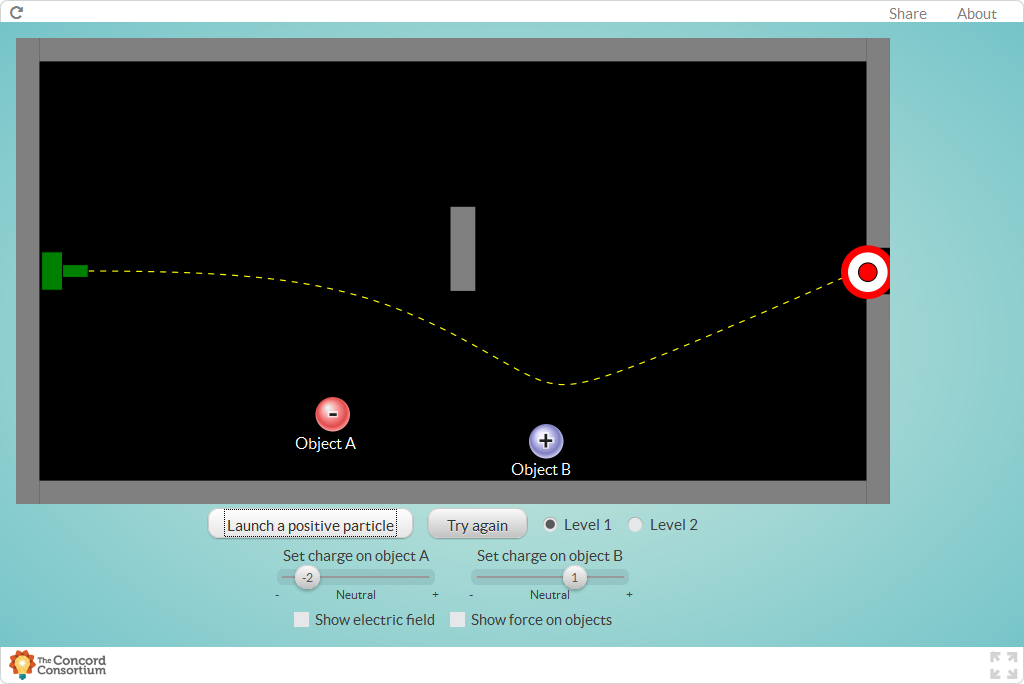 Share About
-
Object A
+
Object B
Launch a positive particle Try again Level 1 Level 2
Set charge on object A Set charge on object B
-2 1
- Neutral + - Neutral +
Show electric field Show force on objects
The Concord
Consortium